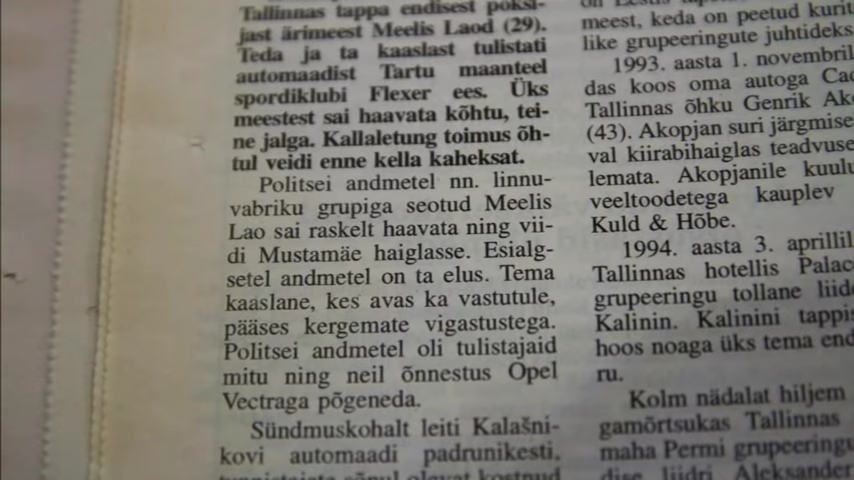 Tallinnas tappa endisest poksi-
jast ärimeest Meelis Laod (29).
Teda ja ta kaaslast tulistati
automaadist Tartu maanteel
spordiklubi Flexer ees. Üks
meestest sai haavata kõhtu, tei-
ne jalga. Kallaletung toimus õh-
tul veidi enne kella kaheksat.
Politsei andmetel nn. linnu-
vabriku grupiga seotud Meelis
Lao sai raskelt haavata ning vii-
di Mustamäe haiglasse. Esialg-
setel andmetel on ta elus. Tema
kaaslane, kes avas ka vastutule,
pääses kergemate vigastustega.
Politsei andmetel oli tulistajaid
mitu ning neil õnnestus Opel
Vectraga põgeneda.
Sündmuskohalt leiti Kalašni-
kovi automaadi padrunikesti.
meest, keda on peetud kurit
like grupeeringute juhtideks
1993. aasta 1. novembril
das koos oma autoga Cad
Tallinnas õhku Genrik Ako
(43). Akopjan suri järgmise
val kiirabihaiglas teadvuse
lemata. Akopjanile kuulu
veeltoodetega kauplev
Kuld & Hõbe.
1994. aasta 3. aprillil
Tallinnas hotellis Palac
grupeeringu tollane liide
Kalinin. Kalinini tappis
hoos noaga üks tema end
ru.
Kolm nädalat hiljem
gamõrtsukas Tallinnas
maha Permi grupeeringu
dise liidri Aleksander